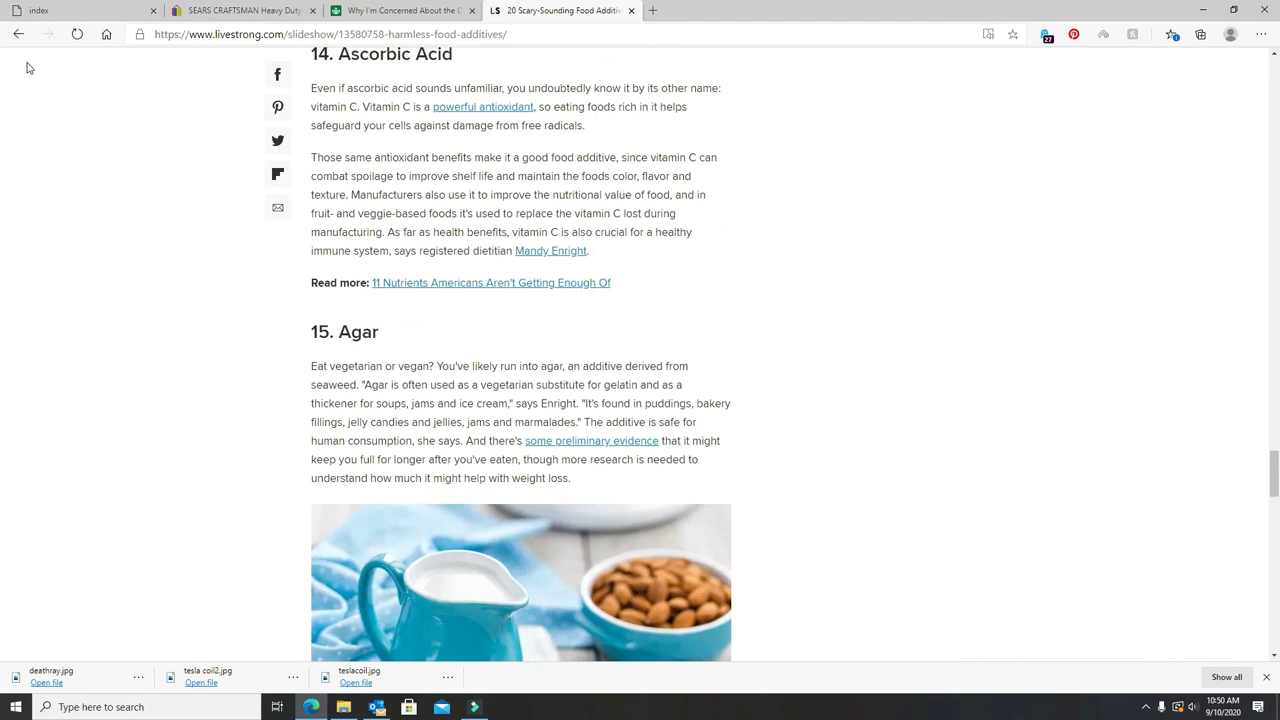 index
SEARS CRAFTSMAN Heavy Duty
Why I'm Concerned About the D
LS 20 Scary-Sounding Food Additiv
https://www.livestrong.com/slideshow/13580758-harmless-food-additives/
27
14. Ascorbic Acid
Even if ascorbic acid sounds unfamiliar, you undoubtedly know it by its other name:
vitamin C. Vitamin C is a powerful antioxidant, so eating foods rich in it helps
safeguard your cells against damage from free radicals.
Those same antioxidant benefits make it a good food additive, since vitamin C can
combat spoilage to improve shelf life and maintain the foods color, flavor and
texture. Manufacturers also use it to improve the nutritional value of food, and in
fruit- and veggie-based foods it's used to replace the vitamin C lost during
manufacturing. As far as health benefits, vitamin C is also crucial for a healthy
immune system, says registered dietitian Mandy Enright.
Read more: 11 Nutrients Americans Aren't Getting Enough Of
15. Agar
Eat vegetarian or vegan? You've likely run into agar, an additive derived from
seaweed. "Agar is often used as a vegetarian substitute for gelatin and as a
thickener for soups, jams and ice cream," says Enright. "It's found in puddings, bakery
fillings, jelly candies and jellies, jams and marmalades." The additive is safe for
human consumption, she says. And there's some preliminary evidence that it might
keep you full for longer after you've eaten, though more research is needed to
understand how much it might help with weight loss.
deathray.jpg
Open file
tesla coil2.jpg
Open file
teslacoil.jpg
Open file
Show all
Type here to search
10:50 AM
9/10/2020